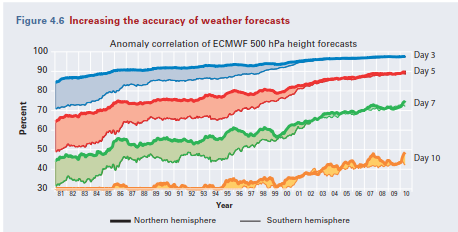 Figure 4.6 Increasing the accuracy of weather forecasts
Anomaly correlation of ECMWF 500 hPa height forecasts
Percent
100
90
80
70
60
50
40
30
Day 3
Day 5
Day 7
Day 10
81 82 83 84 85 86 87 88 89 90 91 92 93 94 95 96 97 98 99 00 01 02 03 04 05 06 07 08 09 10
Year
Northern hemisphere Southern hemisphere